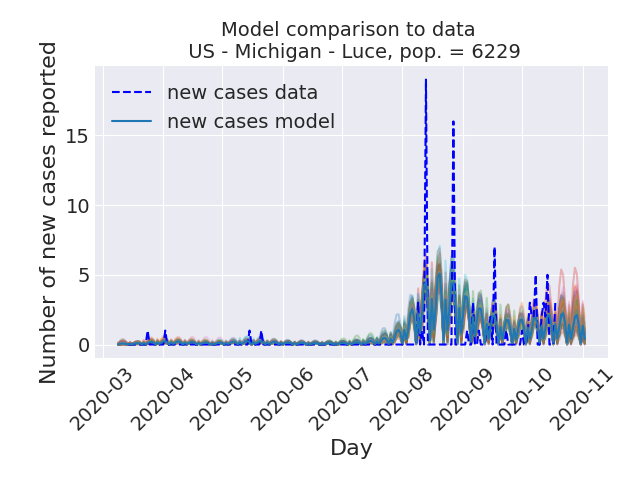 Model comparison to data
US - Michigan - Luce, pop. = 6229
Number of new cases reported
new cases data
new cases model
15
10
5
0
2020-03
2020-04
2020-05
2020-06
2020-07
2020-08
2020-09
2020-10
2020-11
Day